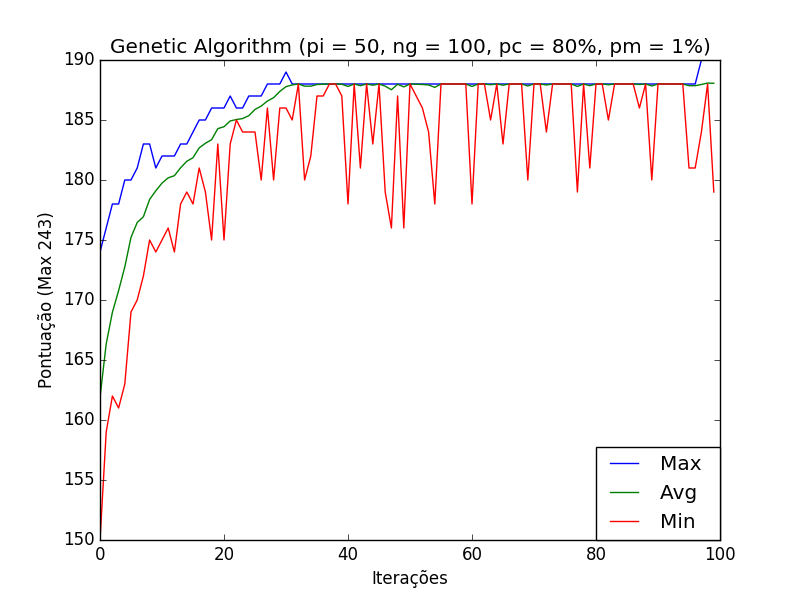 Genetic Algorithm (pi = 50, ng = 100, pc = 80%, pm = 1%)
190
185
180
175
170
165
160
155
150
Pontuação (Max 243)
0 20 40 60 80 100
Iterações
Max
Avg
Min